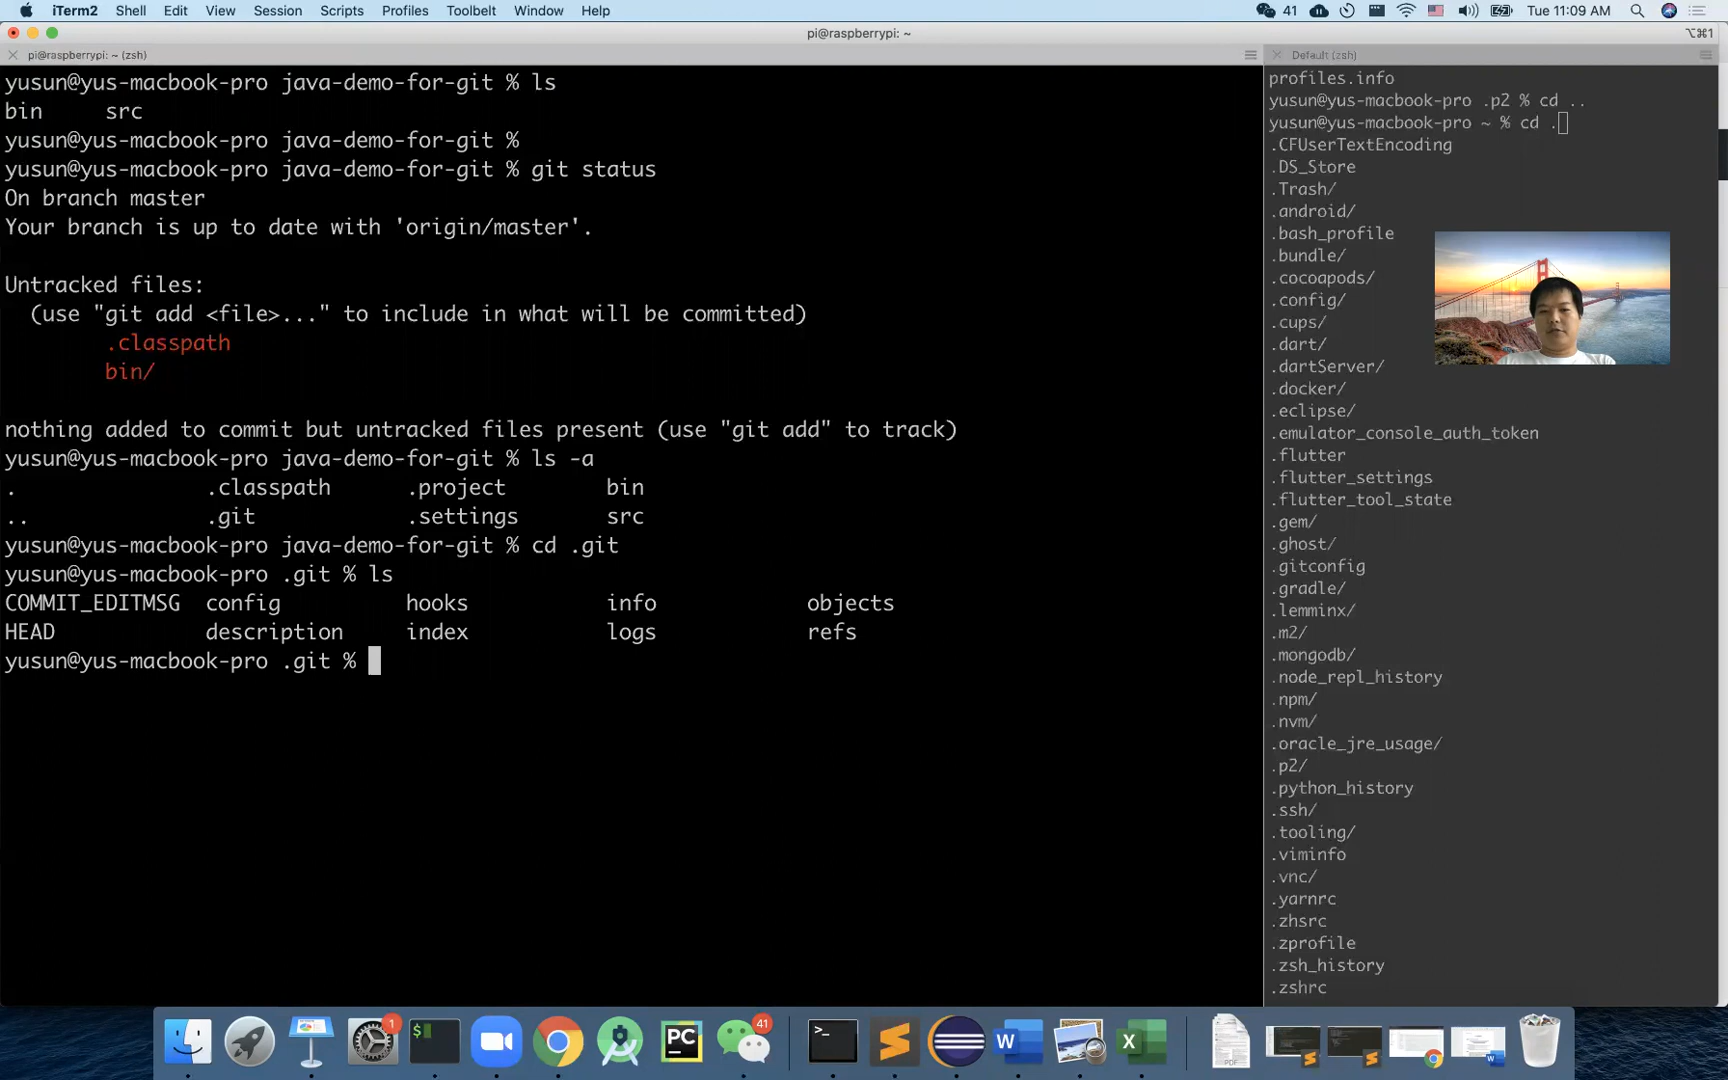 iTerm2 Shell Edit View Session Scripts Profiles Toolbelt Window Help 41 Tue 11:09 AM
pi@raspberrypi: ~ ⌥⌘1
pi@raspberrypi: ~ (zsh)
yusun@yus-macbook-pro java-demo-for-git % ls
bin src
yusun@yus-macbook-pro java-demo-for-git %
yusun@yus-macbook-pro java-demo-for-git % git status
On branch master
Your branch is up to date with 'origin/master'.
Untracked files:
(use "git add <file>..." to include in what will be committed)
.classpath
bin/
nothing added to commit but untracked files present (use "git add" to track)
yusun@yus-macbook-pro java-demo-for-git % ls -a
. .classpath .project bin
.. .git .settings src
yusun@yus-macbook-pro java-demo-for-git % cd .git
yusun@yus-macbook-pro .git % ls
COMMIT_EDITMSG config hooks info objects
HEAD description index logs refs
yusun@yus-macbook-pro .git %
Default (zsh)
profiles.info
yusun@yus-macbook-pro .p2 % cd ..
yusun@yus-macbook-pro ~ % cd .
.CFUserTextEncoding
.DS_Store
.Trash/
.android/
.bash_profile
.bundle/
.cocoapods/
.config/
.cups/
.dart/
.dartServer/
.docker/
.eclipse/
.emulator_console_auth_token
.flutter
.flutter_settings
.flutter_tool_state
.gem/
.ghost/
.gitconfig
.gradle/
.lemminx/
.m2/
.mongodb/
.node_repl_history
.npm/
.nvm/
.oracle_jre_usage/
.p2/
.python_history
.ssh/
.tooling/
.viminfo
.vnc/
.yarnrc
.zhsrc
.zprofile
.zsh_history
.zshrc
1 $ PC 41 >_ W X PDF